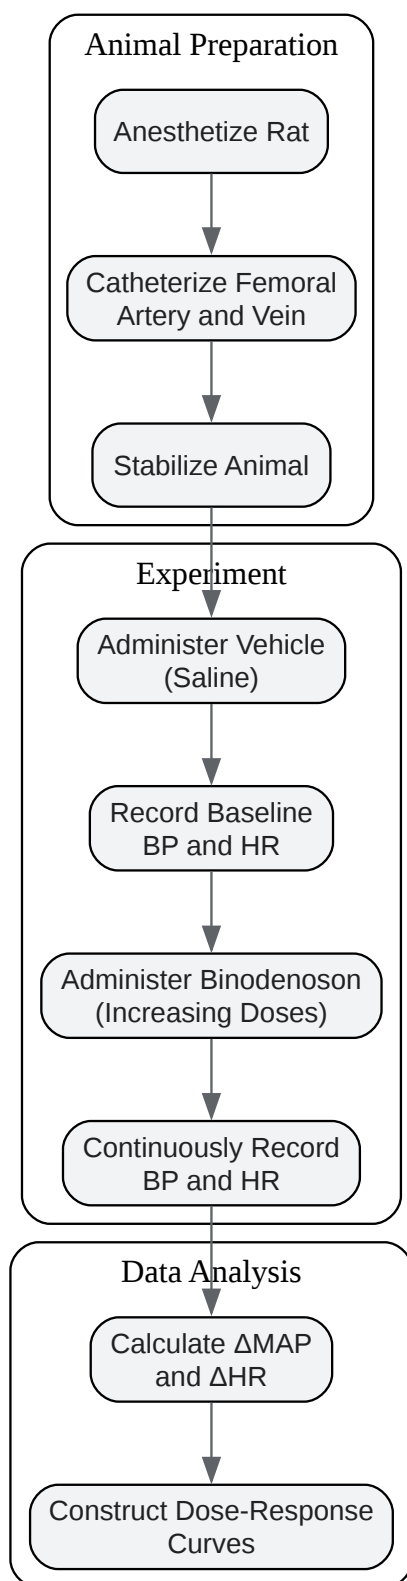 Animal Preparation
Anesthetize Rat
Catheterize Femoral
Artery and Vein
Stabilize Animal
Experiment
Administer Vehicle
(Saline)
Record Baseline
BP and HR
Administer Binodenoson
(Increasing Doses)
Continuously Record
BP and HR
Data Analysis
Calculate ΔMAP
and ΔHR
Construct Dose-Response
Curves